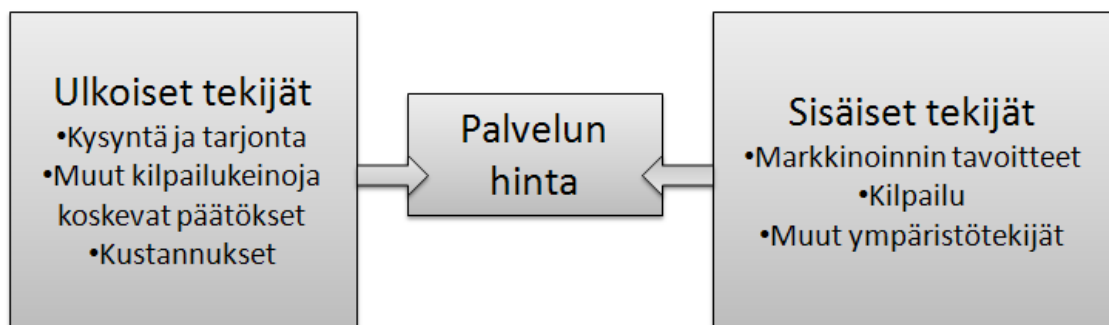 Ulkoiset tekijät
•Kysyntä ja tarjonta
•Muut kilpailukeinoja
koskevat päätökset
•Kustannukset
Palvelun
hinta
Sisäiset tekijät
•Markkinoinnin tavoitteet
•Kilpailu
•Muut ympäristötekijät